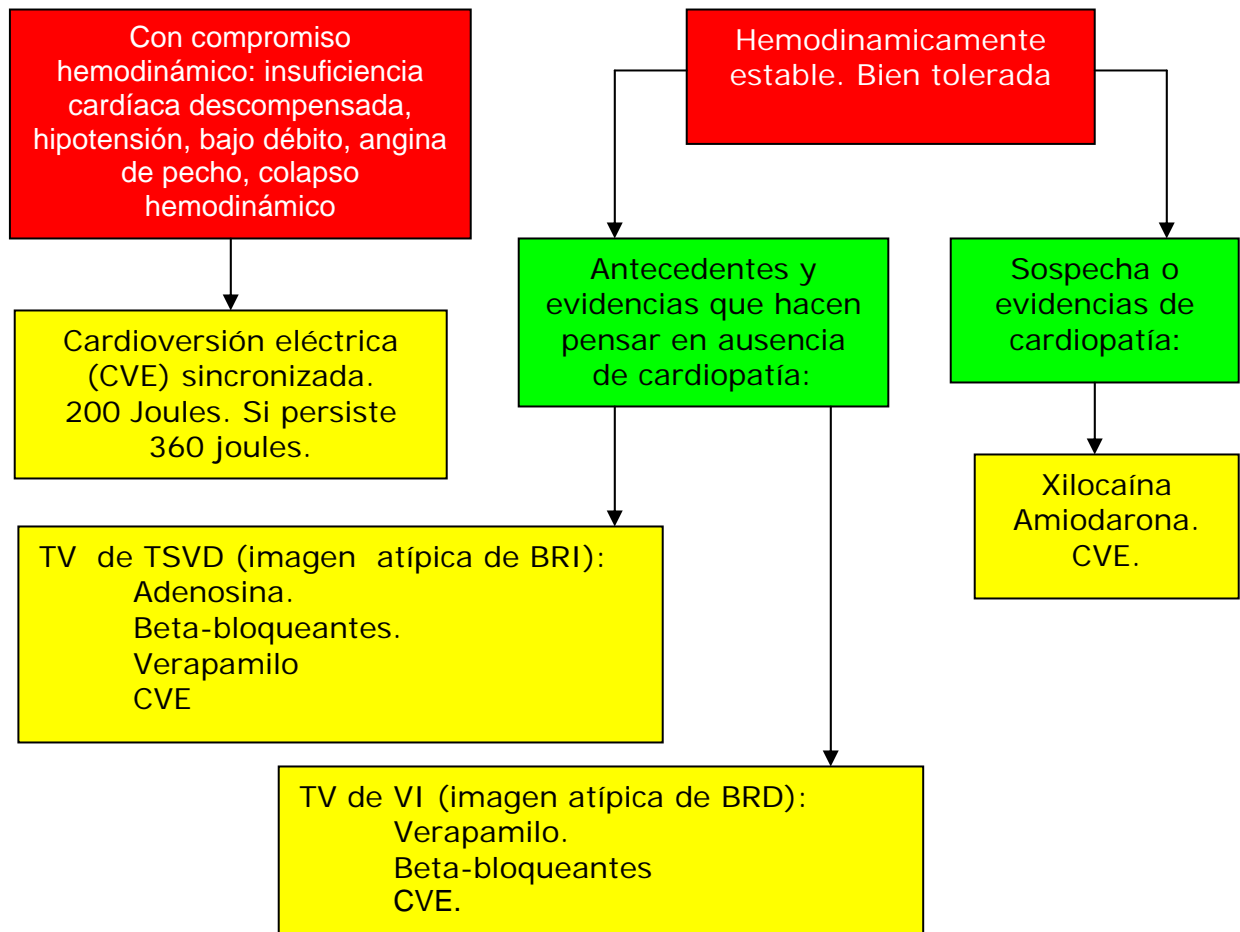 Con compromiso
hemodinámico: insuficiencia
cardíaca descompensada,
hipotensión, bajo débito, angina
de pecho, colapso
hemodinámico
Hemodinamicamente
estable. Bien tolerada
Cardioversión eléctrica
(CVE) sincronizada.
200 Joules. Si persiste
360 joules.
Antecedentes y
evidencias que hacen
pensar en ausencia
de cardiopatía:
Sospecha o
evidencias de
cardiopatía:
Xilocaína
Amiodarona.
CVE.
TV de TSVD (imagen atípica de BRI):
Adenosina.
Beta-bloqueantes.
Verapamilo
CVE
TV de VI (imagen atípica de BRD):
Verapamilo.
Beta-bloqueantes
CVE.